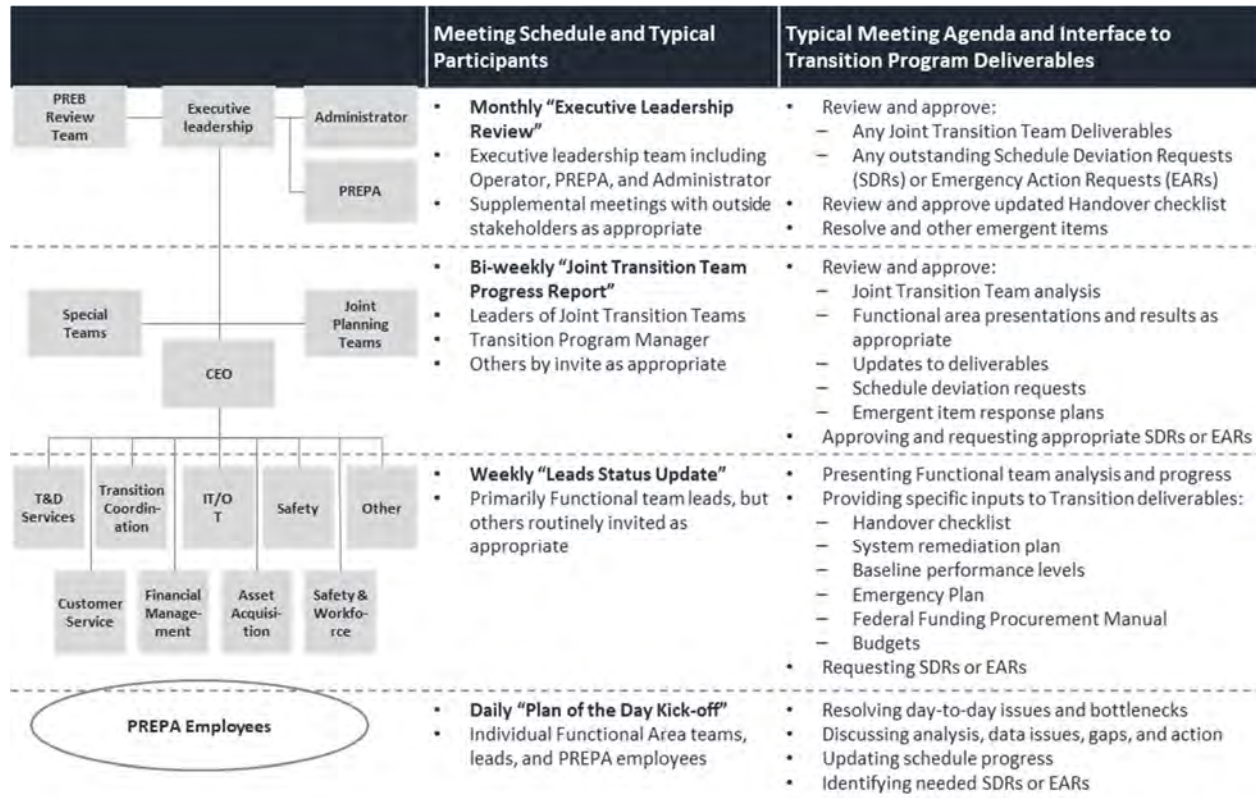 Meeting Schedule and Typical
Participants
Typical Meeting Agenda and Interface to
Transition Program Deliverables
PREB
Review
Team
Executive
leadership
Administrator
PREPA
• Monthly “Executive Leadership
Review”
• Executive leadership team including
Operator, PREPA, and Administrator
• Supplemental meetings with outside
stakeholders as appropriate
• Review and approve:
– Any Joint Transition Team Deliverables
– Any outstanding Schedule Deviation Requests
(SDRs) or Emergency Action Requests (EARs)
• Review and approve updated Handover checklist
• Resolve and other emergent items
Special
Teams
Joint
Planning
Teams
CEO
• Bi-weekly “Joint Transition Team
Progress Report”
• Leaders of Joint Transition Teams
• Transition Program Manager
• Others by invite as appropriate
• Review and approve:
– Joint Transition Team analysis
– Functional area presentations and results as
appropriate
– Updates to deliverables
– Schedule deviation requests
– Emergent item response plans
• Approving and requesting appropriate SDRs or EARs
T&D
Services
Transition
Coordin-
ation
IT/O
T
Safety
Other
Customer
Service
Financial
Manage-
ment
Asset
Acquisi-
tion
Safety &
Workfo-
rce
• Weekly “Leads Status Update”
• Primarily Functional team leads, but
others routinely invited as
appropriate
• Presenting Functional team analysis and progress
• Providing specific inputs to Transition deliverables:
– Handover checklist
– System remediation plan
– Baseline performance levels
– Emergency Plan
– Federal Funding Procurement Manual
– Budgets
• Requesting SDRs or EARs
PREPA Employees
• Daily “Plan of the Day Kick-off”
• Individual Functional Area teams,
leads, and PREPA employees
• Resolving day-to-day issues and bottlenecks
• Discussing analysis, data issues, gaps, and action
• Updating schedule progress
• Identifying needed SDRs or EARs